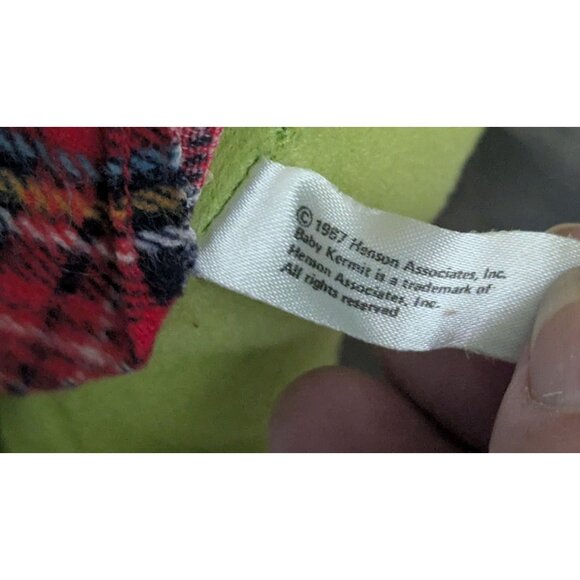 © 1987 Henson Associates, Inc.
Baby Kermit is a trademark of
Henson Associates, Inc.
All rights reserved